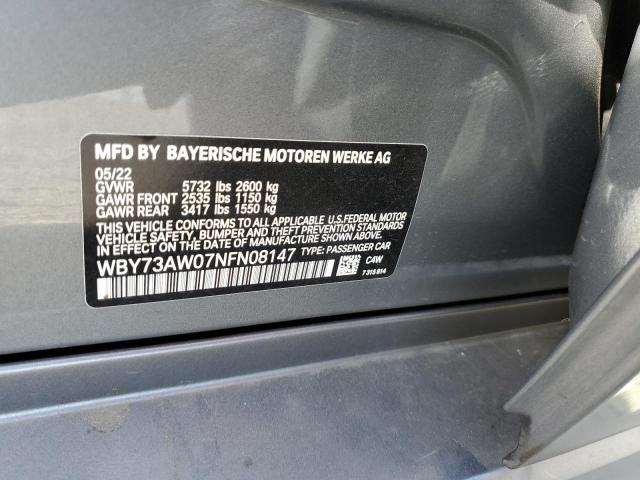 MFD BY BAYERISCHE MOTOREN WERKE AG
05/22
GVWR 5732 lbs 2600 kg
GAWR FRONT 2535 lbs 1150 kg
GAWR REAR 3417 lbs 1550 kg
THIS VEHICLE CONFORMS TO ALL APPLICABLE U.S.FEDERAL MOTOR
VEHICLE SAFETY, BUMPER AND THEFT PREVENTION STANDARDS
IN EFFECT ON THE DATE OF MANUFACTURE SHOWN ABOVE.
WBY73AW07NFN08147 TYPE: PASSENGER CAR
C4W
7 315 814